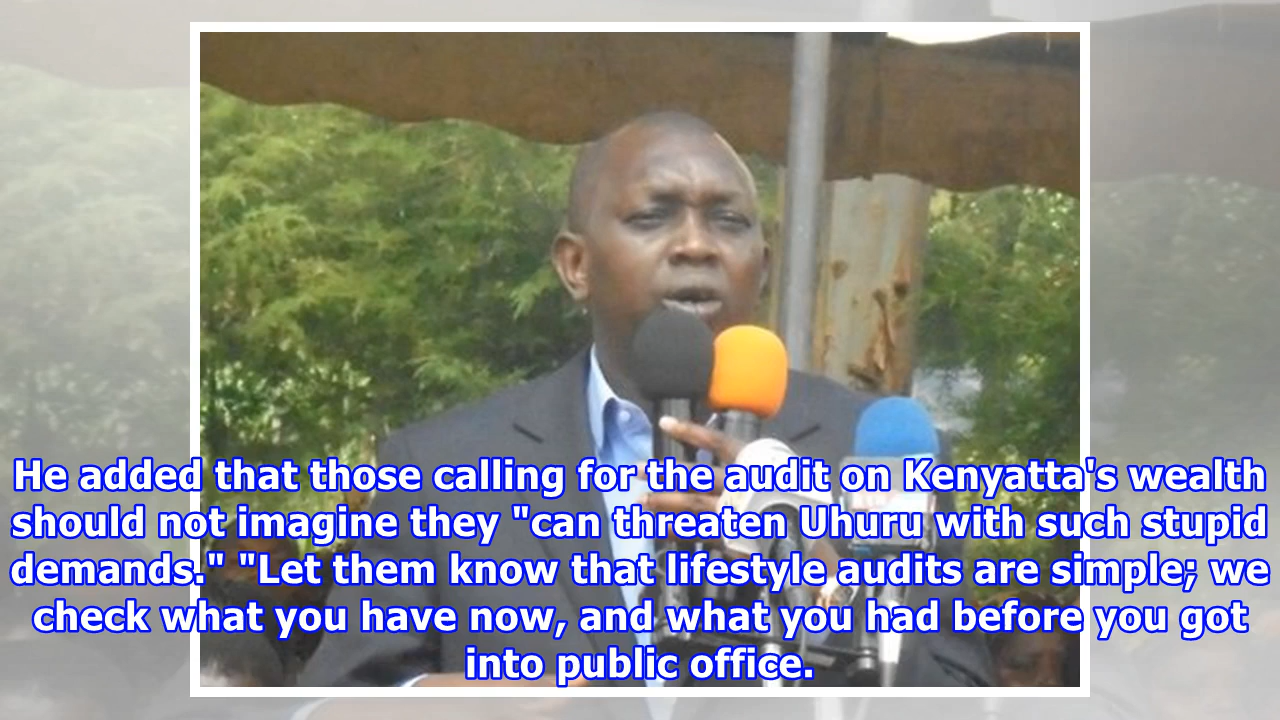 He added that those calling for the audit on Kenyatta's wealth
should not imagine they "can threaten Uhuru with such stupid
demands." "Let them know that lifestyle audits are simple; we
check what you have now, and what you had before you got
into public office.